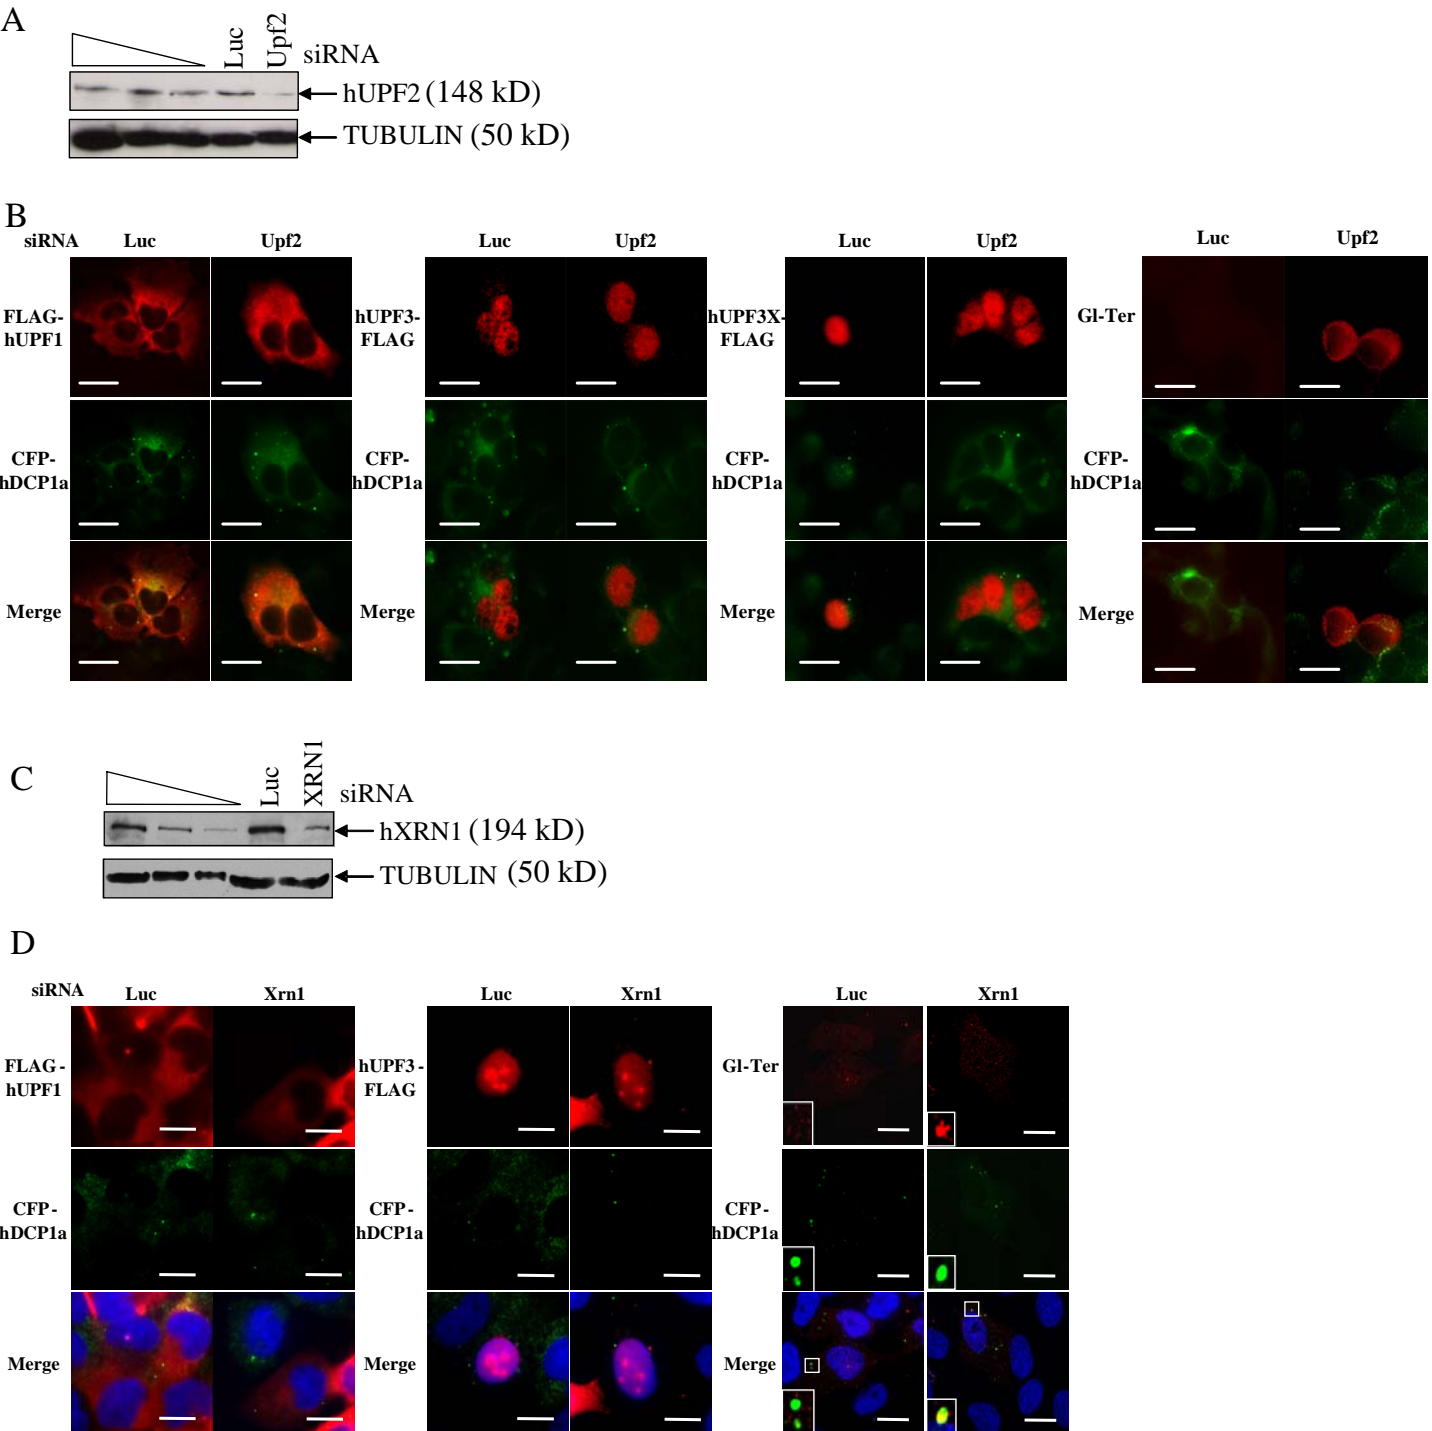 A
Luc
Upf2
siRNA
hUPF2 (148 kD)
TUBULIN (50 kD)
B
siRNA Luc Upf2 Luc Upf2 Luc Upf2 Luc Upf2
FLAG-
hUPF1
hUPF3-
FLAG
hUPF3X-
FLAG
Gl-Ter
CFP-
hDCP1a
CFP-
hDCP1a
CFP-
hDCP1a
CFP-
hDCP1a
Merge
Merge
Merge
Merge
C
Luc
XRN1
siRNA
hXRN1 (194 kD)
TUBULIN (50 kD)
D
siRNA Luc Xrn1 Luc Xrn1 Luc Xrn1
FLAG-
hUPF1
hUPF3-
FLAG
Gl-Ter
CFP-
hDCP1a
CFP-
hDCP1a
CFP-
hDCP1a
Merge
Merge
Merge